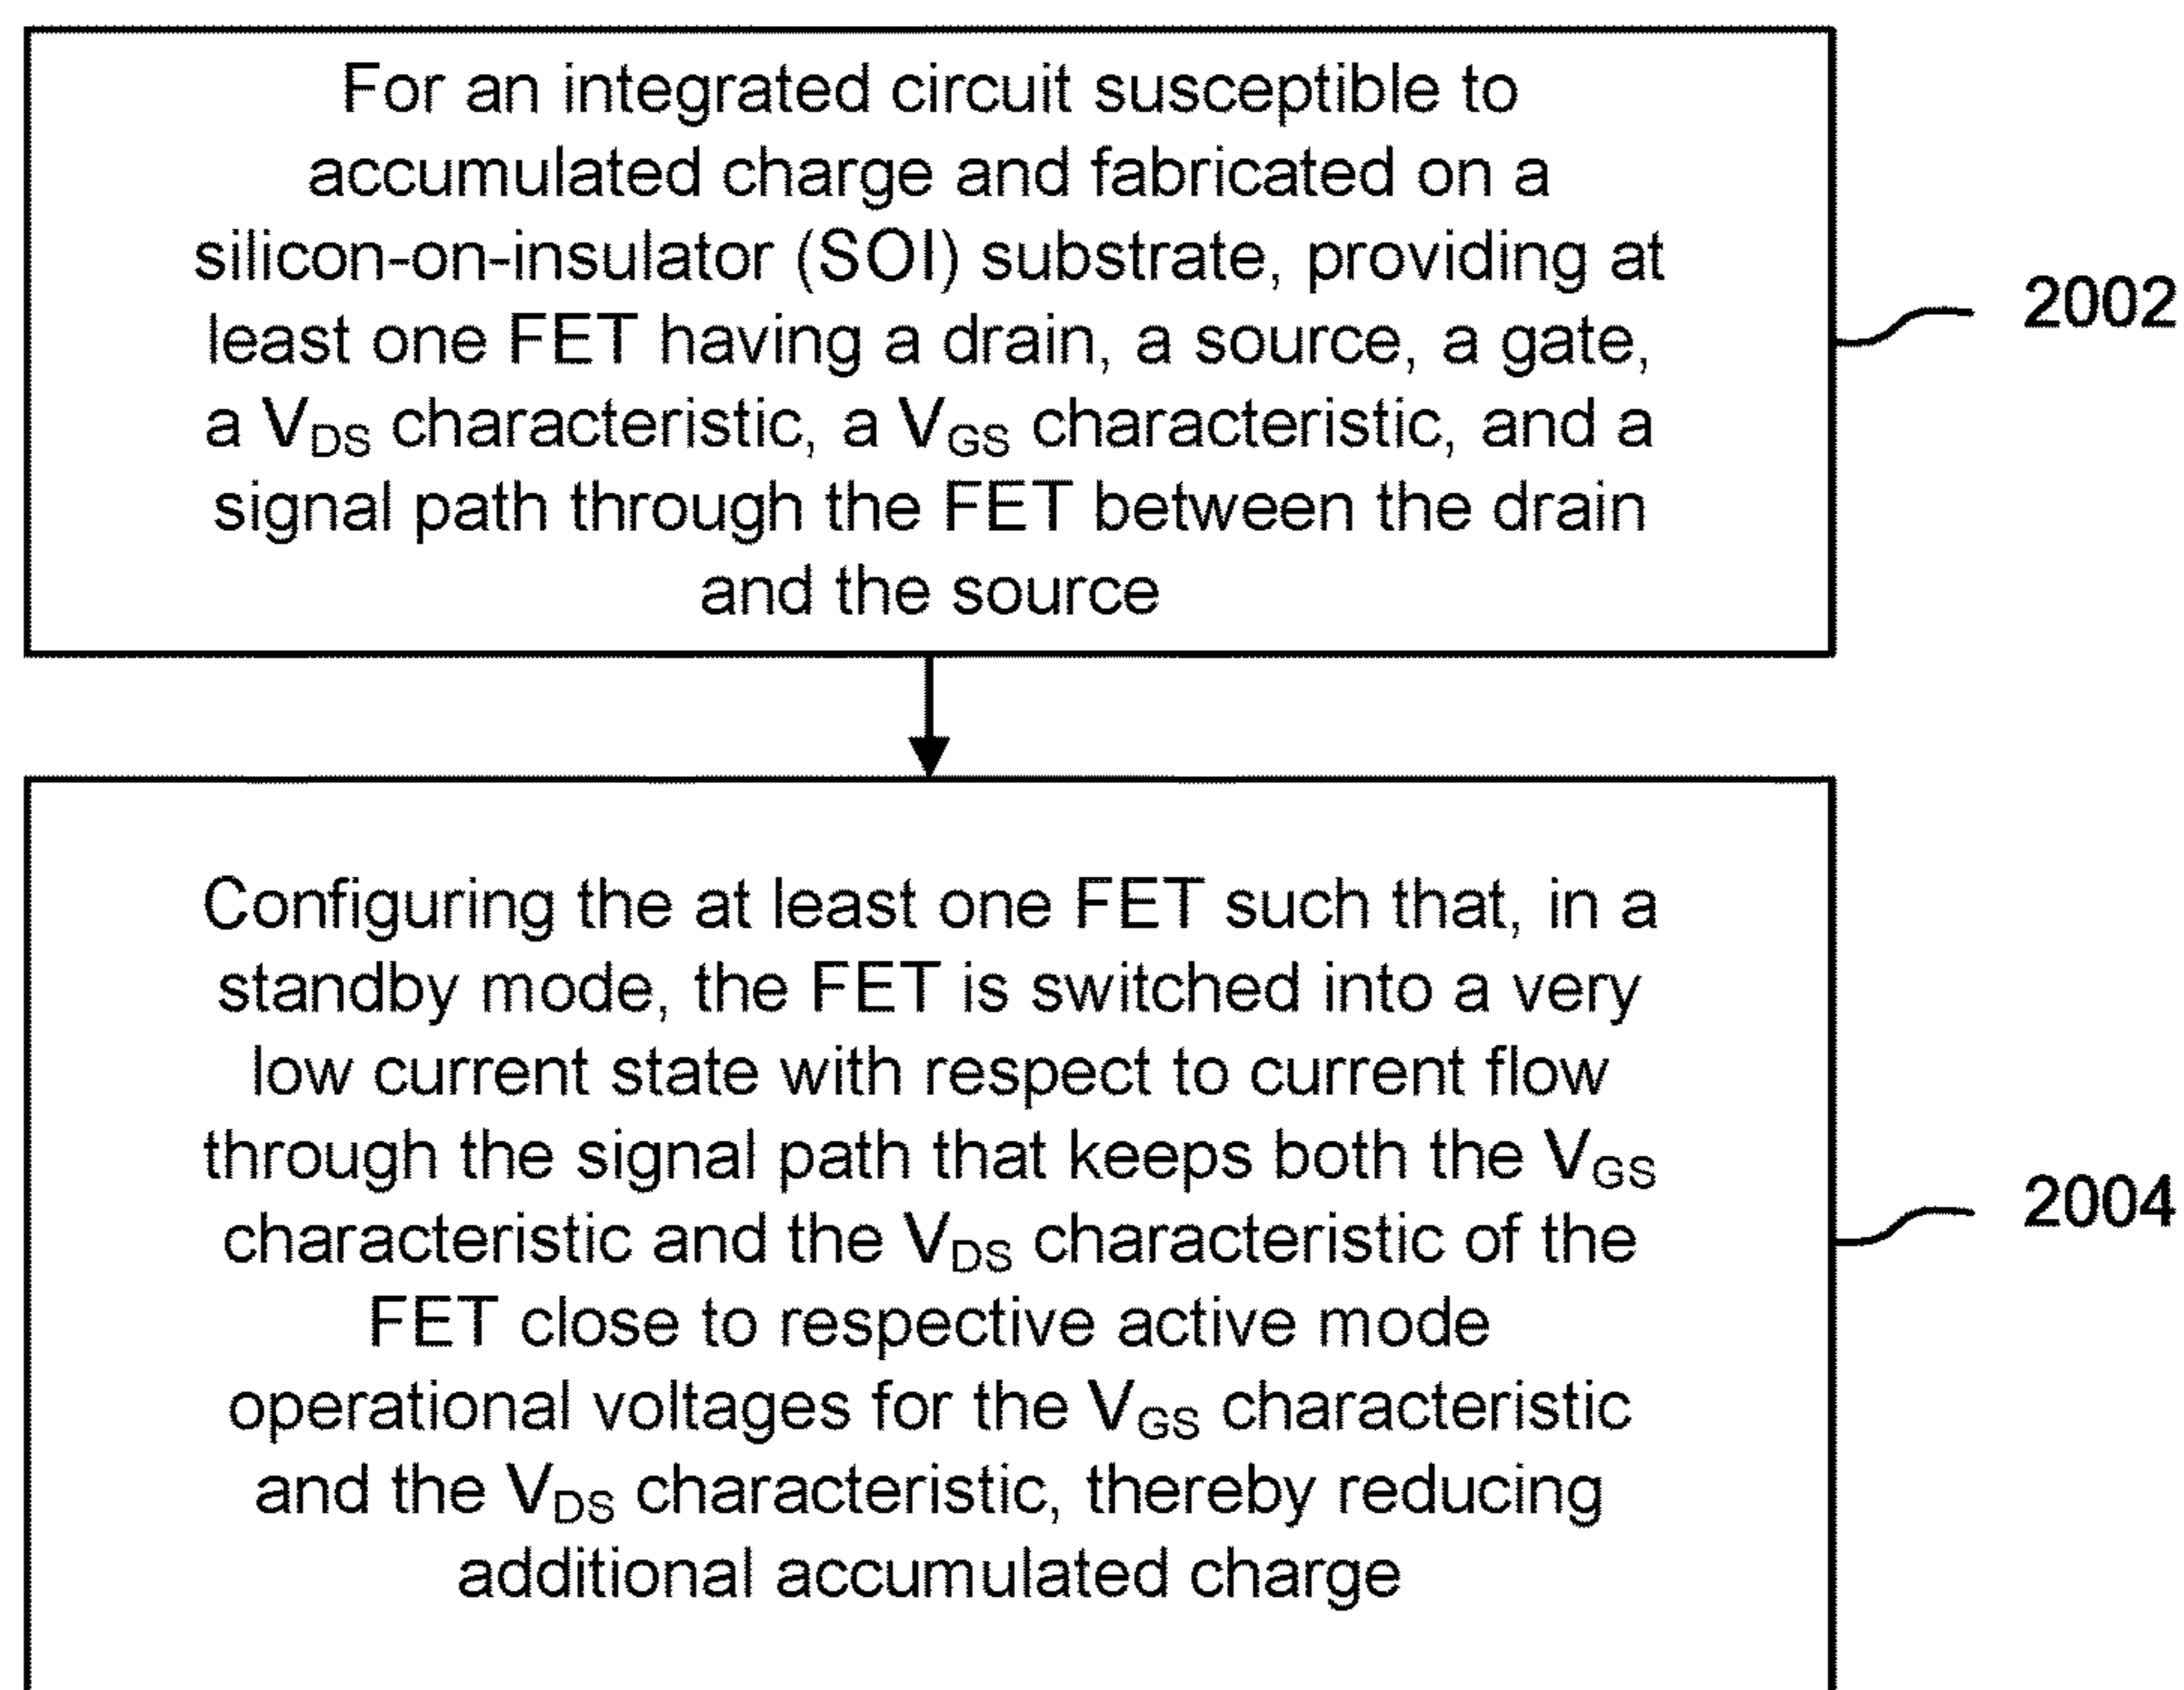 For an integrated circuit susceptible to
accumulated charge and fabricated on a
silicon-on-insulator (SOI) substrate, providing at
least one FET having a drain, a source, a gate,
a VDS characteristic, a VGS characteristic, and a
signal path through the FET between the drain
and the source
2002
Configuring the at least one FET such that, in a
standby mode, the FET is switched into a very
low current state with respect to current flow
through the signal path that keeps both the VGS
characteristic and the VDS characteristic of the
FET close to respective active mode
operational voltages for the VGS characteristic
and the VDS characteristic, thereby reducing
additional accumulated charge
2004